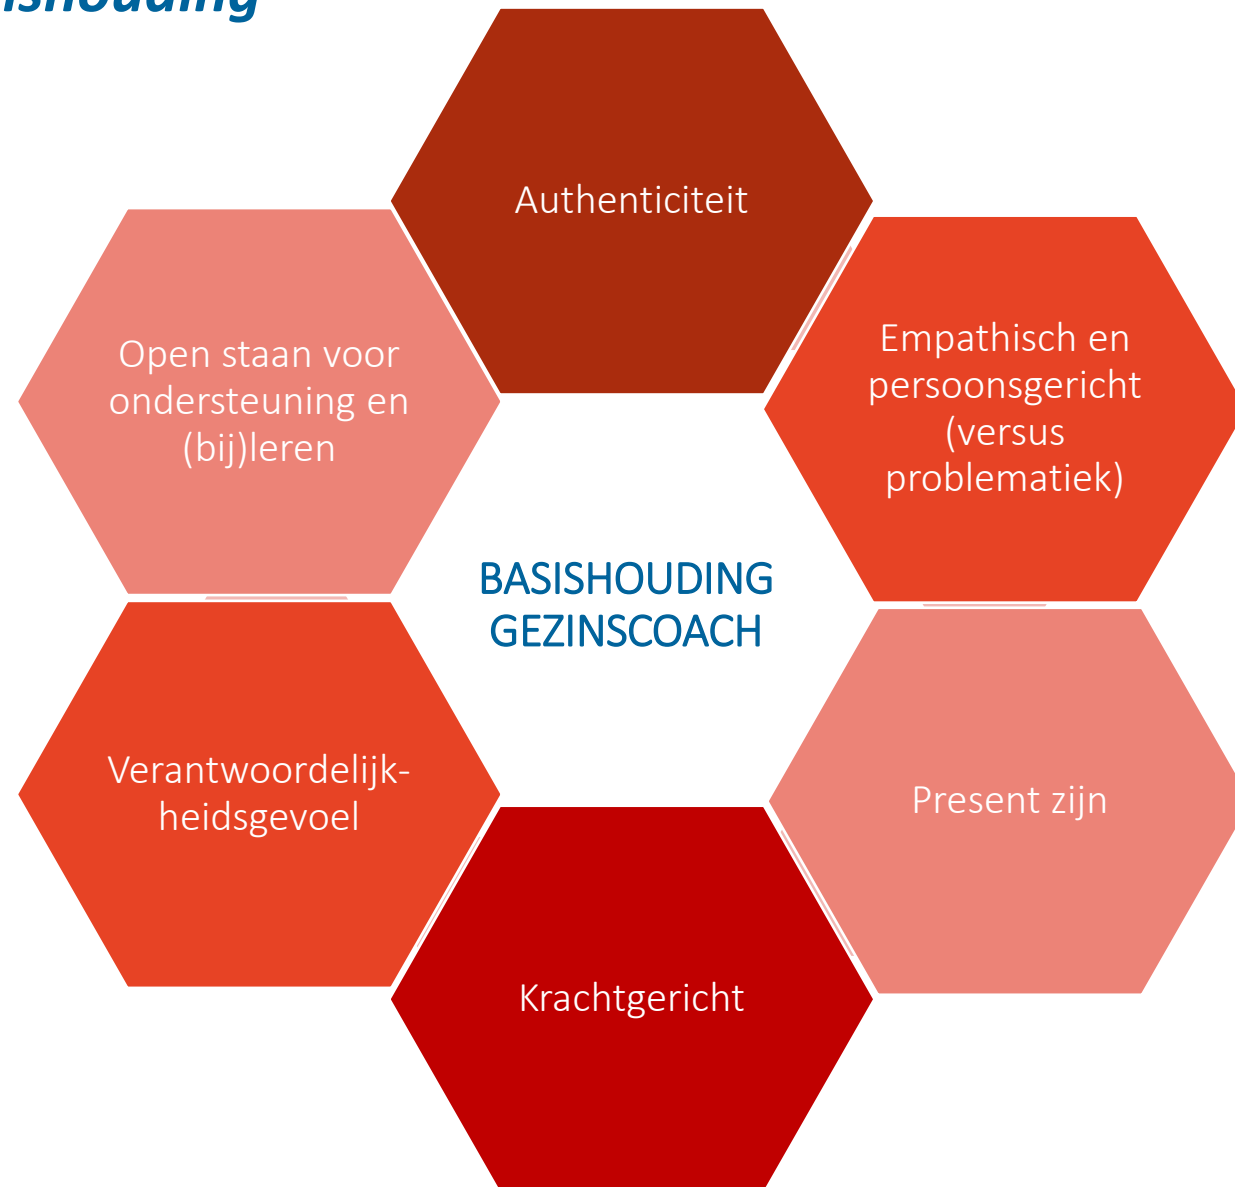 ishouding
Authenticiteit
Empathisch en
persoonsgericht
(versus
problematiek)
Present zijn
Krachtgericht
Verantwoordelijk-
heidsgevoel
Open staan voor
ondersteuning en
(bij)leren
BASISHOUDING
GEZINSCOACH